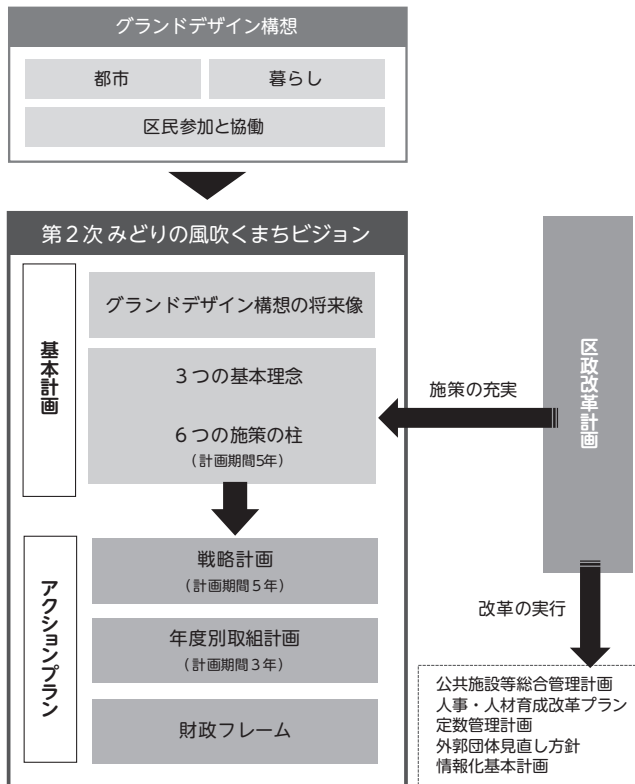 グランドデザイン構想
都市
暮らし
区民参加と協働
第2次 みどりの風吹くまちビジョン
基本計画
グランドデザイン構想の将来像
3つの基本理念
6つの施策の柱
(計画期間5年)
アクションプラン
戦略計画
(計画期間5年)
年度別取組計画
(計画期間3年)
財政フレーム
施策の充実
区政改革計画
改革の実行
公共施設等総合管理計画
人事・人材育成改革プラン
定数管理計画
外郭団体見直し方針
情報化基本計画